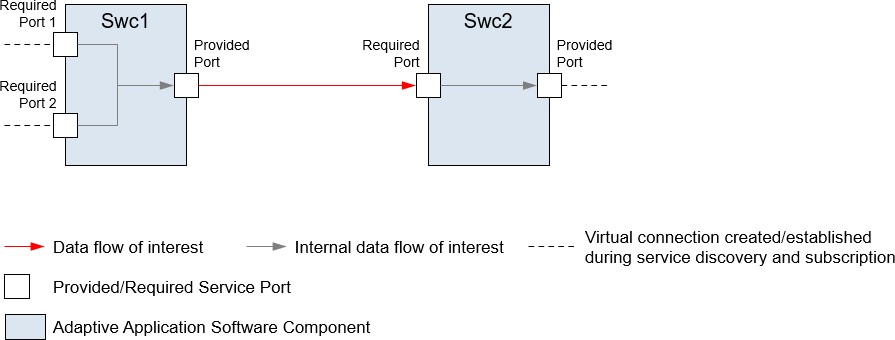 Required
Port 1
Swc1
Provided
Port
Required
Port 2
Required
Port
Swc2
Provided
Port
Data flow of interest
Internal data flow of interest
Virtual connection created/established
during service discovery and subscription
Provided/Required Service Port
Adaptive Application Software Component